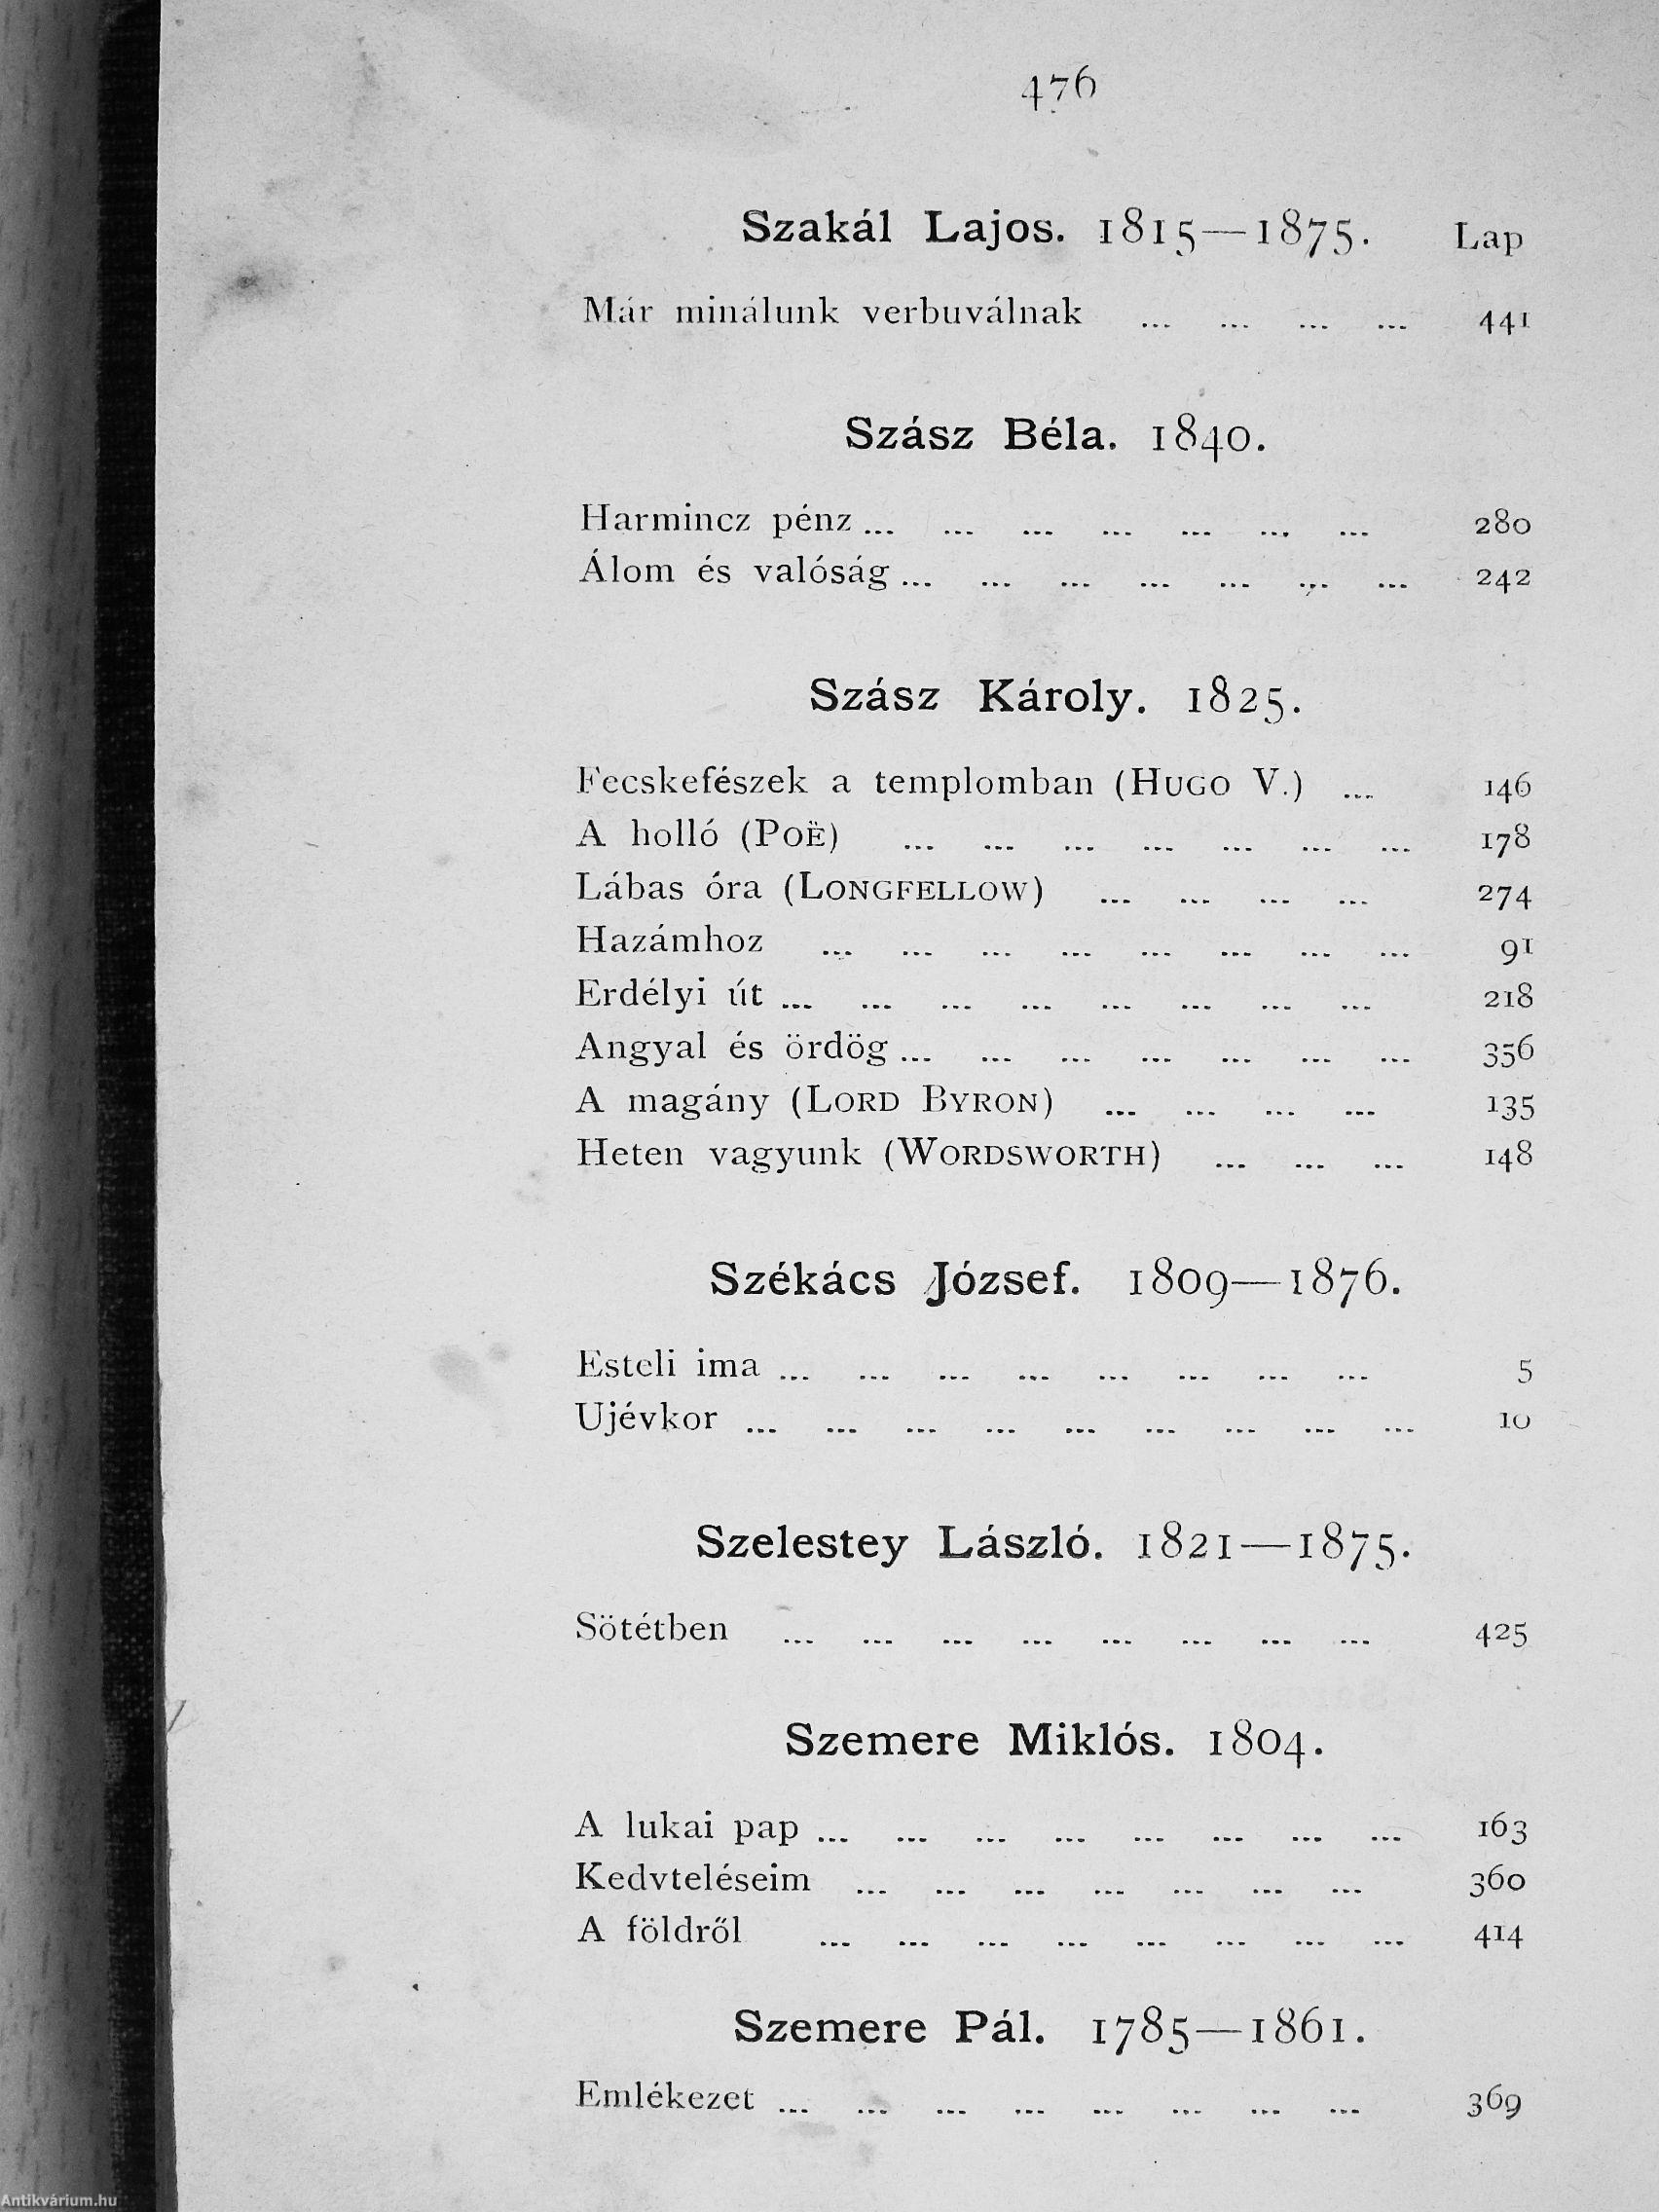 476
Szakál Lajos. 1815—1875. Lap
Már minálunk verbuválnak ... ... ... ... 441
Szász Béla. 1840.
Harmincz pénz ... ... ... ... ... ... ... 280
Álom és valóság ... ... ... ... ... ... ... 242
Szász Károly. 1825.
Fecskefészek a templomban (HUGO V.) ... 146
A holló (POË) ... ... ... ... ... ... ... 178
Lábas óra (LONGFELLOW) ... ... ... ... 274
Hazámhoz ... ... ... ... ... ... ... ... 91
Erdélyi út ... ... ... ... ... ... ... ... 218
Angyal és ördög ... ... ... ... ... ... ... 356
A magány (LORD BYRON) ... ... ... ... 135
Heten vagyunk (WORDSWORTH) ... ... ... 148
Székács József. 1809—1876.
Esteli ima ... ... ... ... ... ... ... ... 5
Ujévkor ... ... ... ... ... ... ... ... ... 10
Szelestey László. 1821—1875.
Sötétben ... ... ... ... ... ... ... ... 425
Szemere Miklós. 1804.
A lukai pap ... ... ... ... ... ... ... ... 163
Kedvteléseim ... ... ... ... ... ... ... 360
A földről ... ... ... ... ... ... ... ... 414
Szemere Pál. 1785—1861.
Emlékezet ... ... ... ... ... ... ... ... 369
Antikvárium.hu